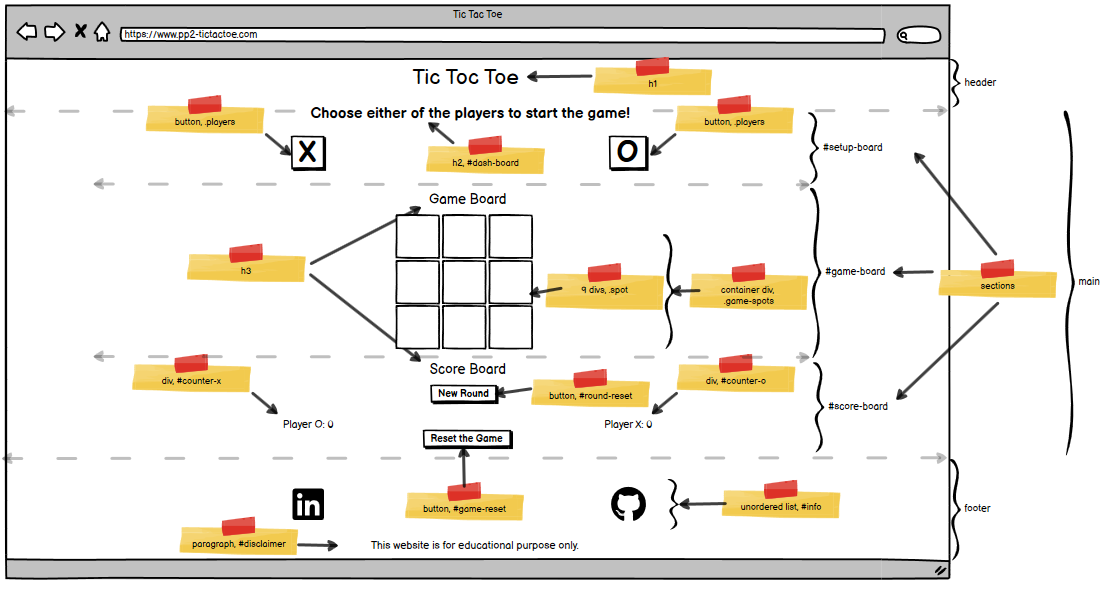 Tic Tac Toe
https://www.pp2-tictactoe.com
Tic Toc Toe
h1
header
button, .players
Choose either of the players to start the game!
button, .players
X
h2, #dash-board
O
#setup-board
Game Board
h3
9 divs, .spot
container div,
.game-spots
#game-board
sections
main
Score Board
div, #counter-x
New Round
button, #round-reset
div, #counter-o
#score-board
Player O: 0
Player X: 0
Reset the Game
in
button, #game-reset
unordered list, #info
footer
paragraph, #disclaimer
This website is for educational purpose only.